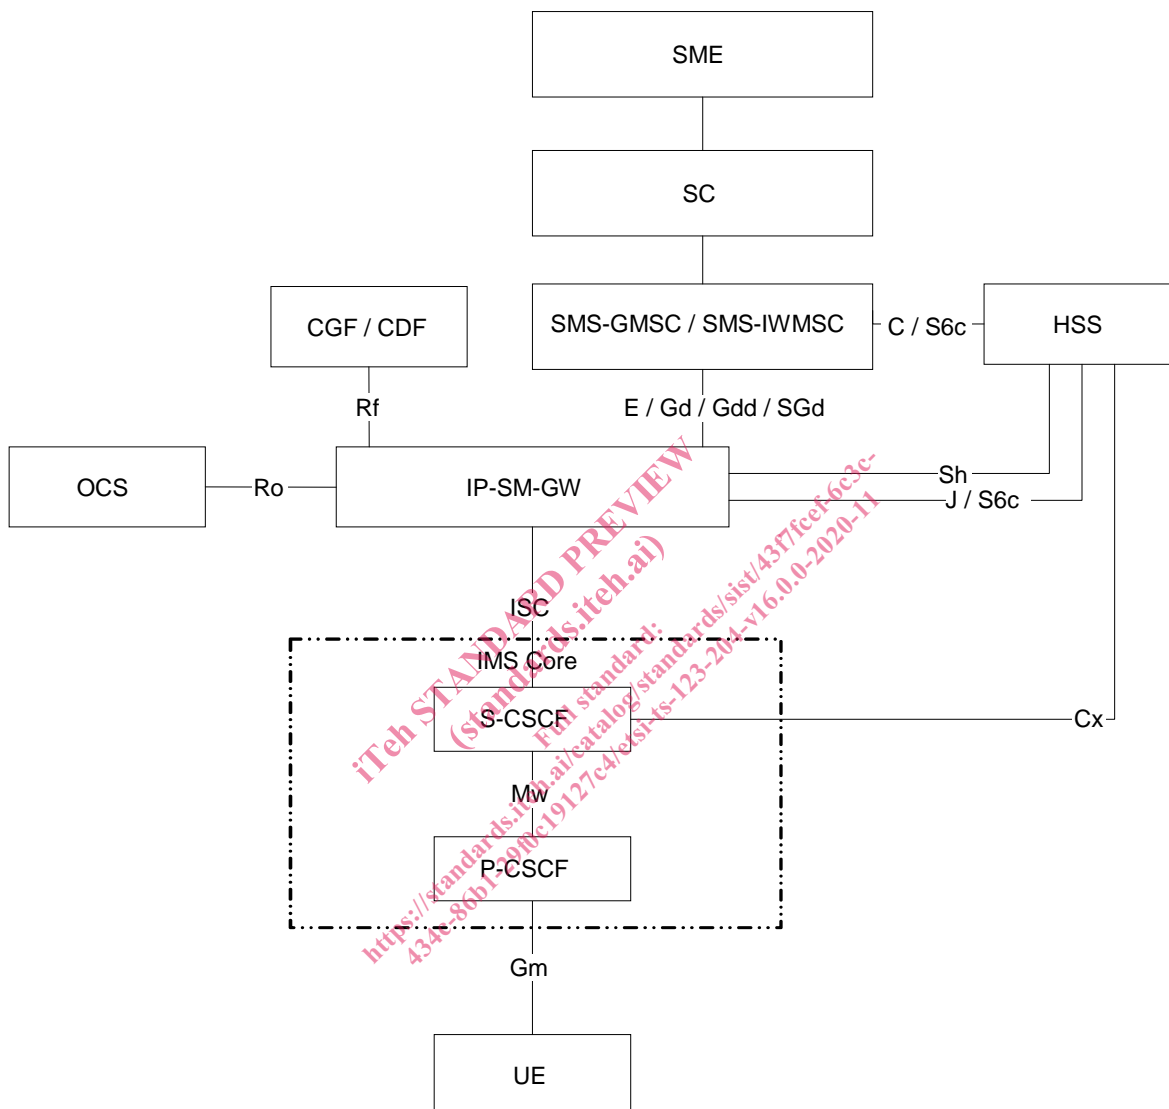 SME
SC
CGF / CDF
SMS-GMSC / SMS-IWMSC
C / S6c
HSS
Rf
E / Gd / Gdd / SGd
OCS
Ro
IP-SM-GW
Sh
J / S6c
ISC
IMS Core
S-CSCF
Cx
Mw
P-CSCF
Gm
UE
iTeh STANDARD PREVIEW
(standards.iteh.ai)
Full standard:
https://standards.iteh.ai/catalog/standards/sist/43f7fcef-6c3c-
434c-86b1-29f0c19127c4/etsi-ts-123-204-v16.0.0-2020-11